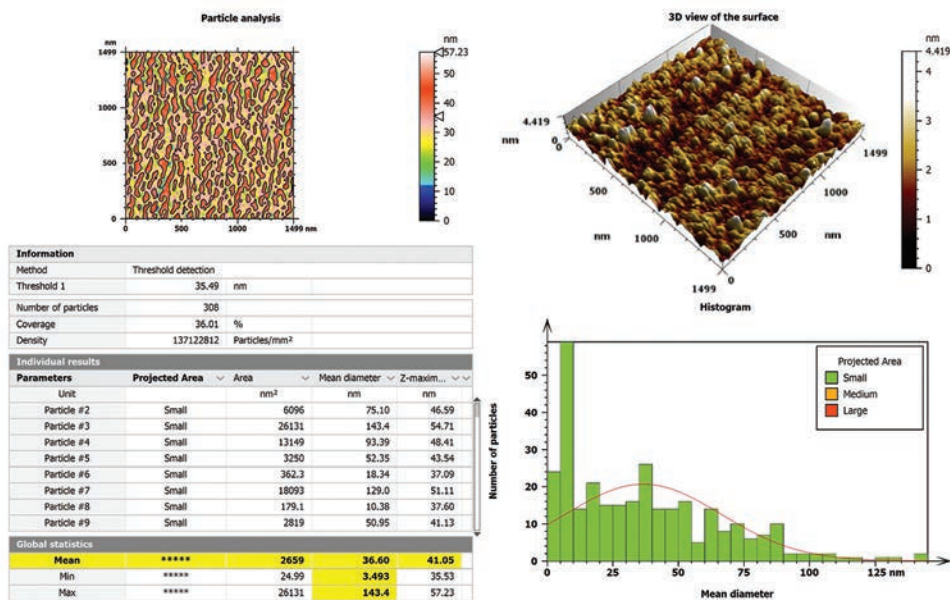 Particle analysis
nm
1499
57.23
50
1000
40
30
500
20
10
0
0
0
500
1000
1499 nm
3D view of the surface
nm
4.419
4
3
2
1
0
4.419
nm
0
0
500
1000
1499
nm
1499
1000
500
nm
0
Information
Method Threshold detection
Threshold 1 35.49 nm
Number of particles 308
Coverage 36.01 %
Density 137122812 Particles/mm²
Individual results
Parameters Projected Area Area Mean diameter Z-maxim...
Unit nm² nm nm
Particle #2 Small 6096 75.10 46.59
Particle #3 Small 26131 143.4 54.71
Particle #4 Small 13149 93.39 48.41
Particle #5 Small 3250 52.35 43.54
Particle #6 Small 362.3 18.34 37.09
Particle #7 Small 18093 129.0 51.11
Particle #8 Small 179.1 10.38 37.60
Particle #9 Small 2819 50.95 41.13
Global statistics
Mean ***** 2659 36.60 41.05
Min ***** 24.99 3.493 35.53
Max ***** 26131 143.4 57.23
Histogram
Number of particles
50
40
30
20
10
0
Projected Area
Small
Medium
Large
0 25 50 75 100 125 nm
Mean diameter